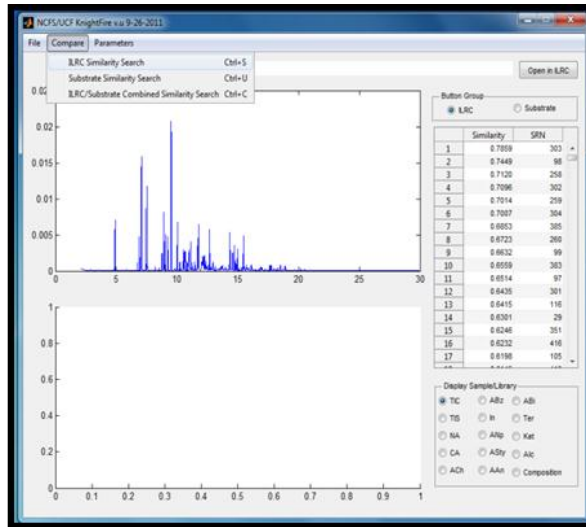 NCFS/UCF KnightFire v.u 9-26-2011
File Compare Parameters
ILRC Similarity Search Ctrl+S
Substrate Similarity Search Ctrl+U
ILRC/Substrate Combined Similarity Search Ctrl+C
Open in ILRC
Button Group
ILRC Substrate
Similarity SRN
1 0.7859 303
2 0.7449 98
3 0.7120 258
4 0.7096 302
5 0.7014 259
6 0.7087 304
7 0.6853 385
8 0.6723 260
9 0.6632 99
10 0.6559 383
11 0.6514 97
12 0.6435 301
13 0.6415 116
14 0.6301 29
15 0.6246 351
16 0.6232 416
17 0.6198 105
0.02
0.015
0.01
0.005
0
0 5 10 15 20 25 30
1
0.8
0.6
0.4
0.2
0
0 0.1 0.2 0.3 0.4 0.5 0.6 0.7 0.8 0.9 1
Display Sample/Library
TIC ABz ABi
TIS In Ter
NA ANp Ket
CA ASty Alc
ACh AAn Composition